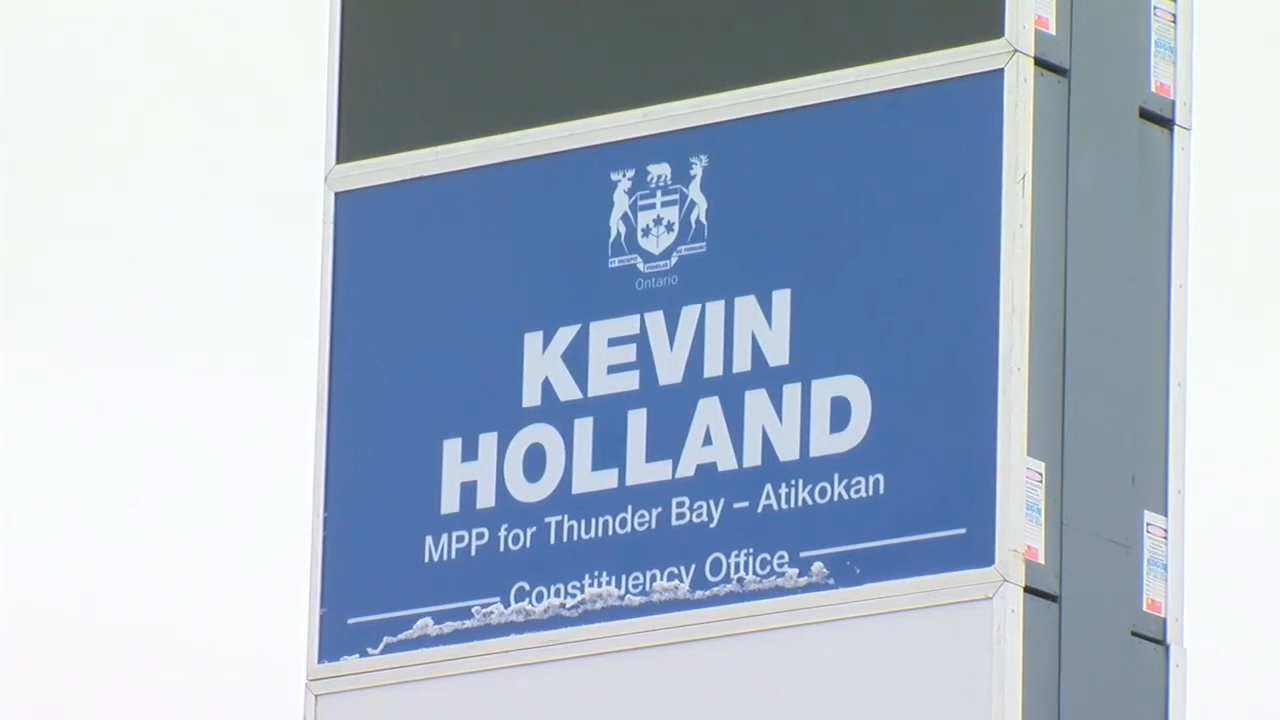 Ontario
KEVIN
HOLLAND
MPP for Thunder Bay – Atikokan
Constituency Office